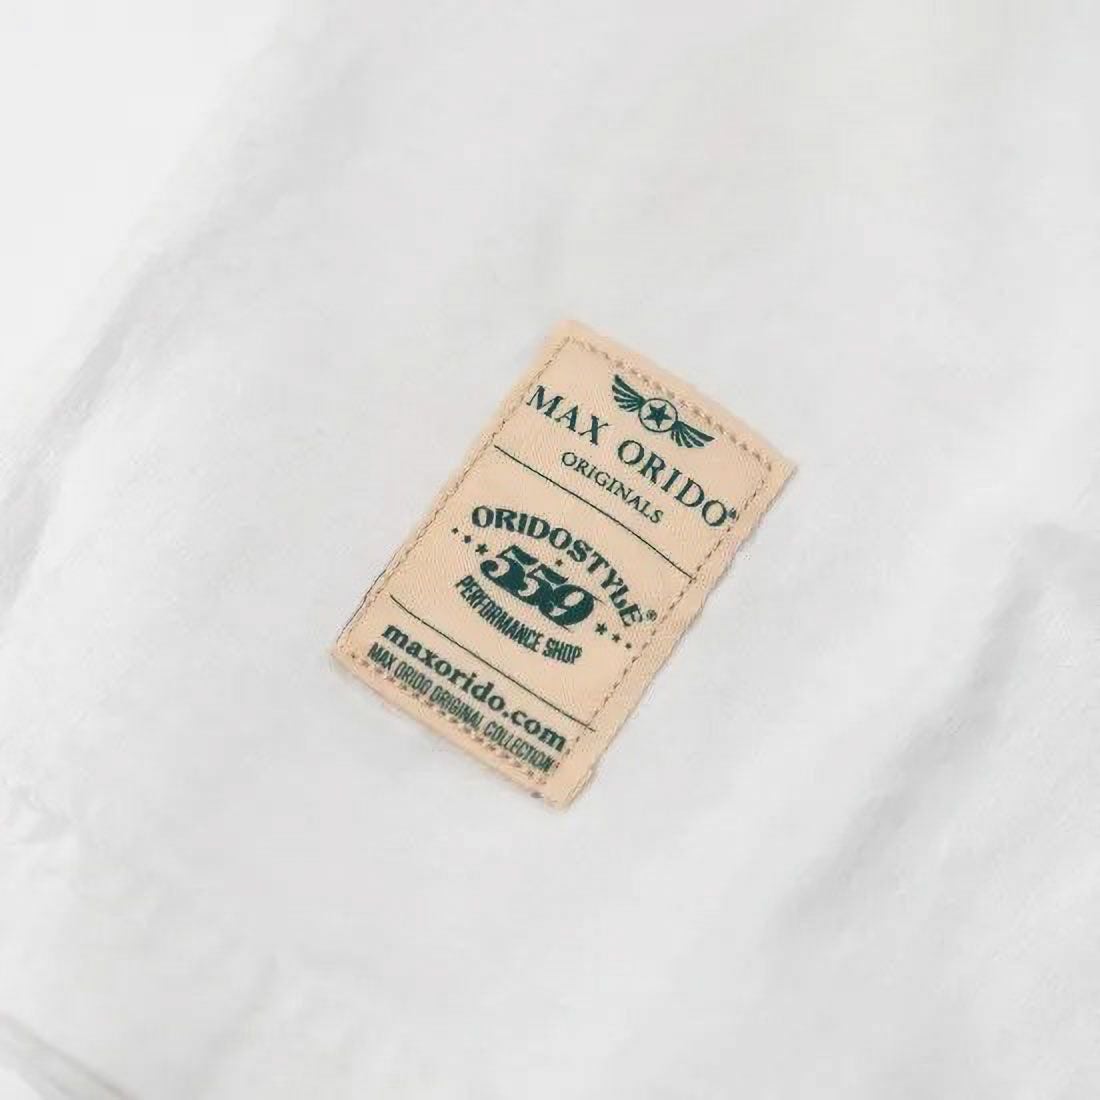 MAX ORIDO
ORIGINALS
ORIDOSTYLE®
559
PERFORMANCE SHOP
maxorido.com
MAX ORIDO ORIGINAL COLLECTION